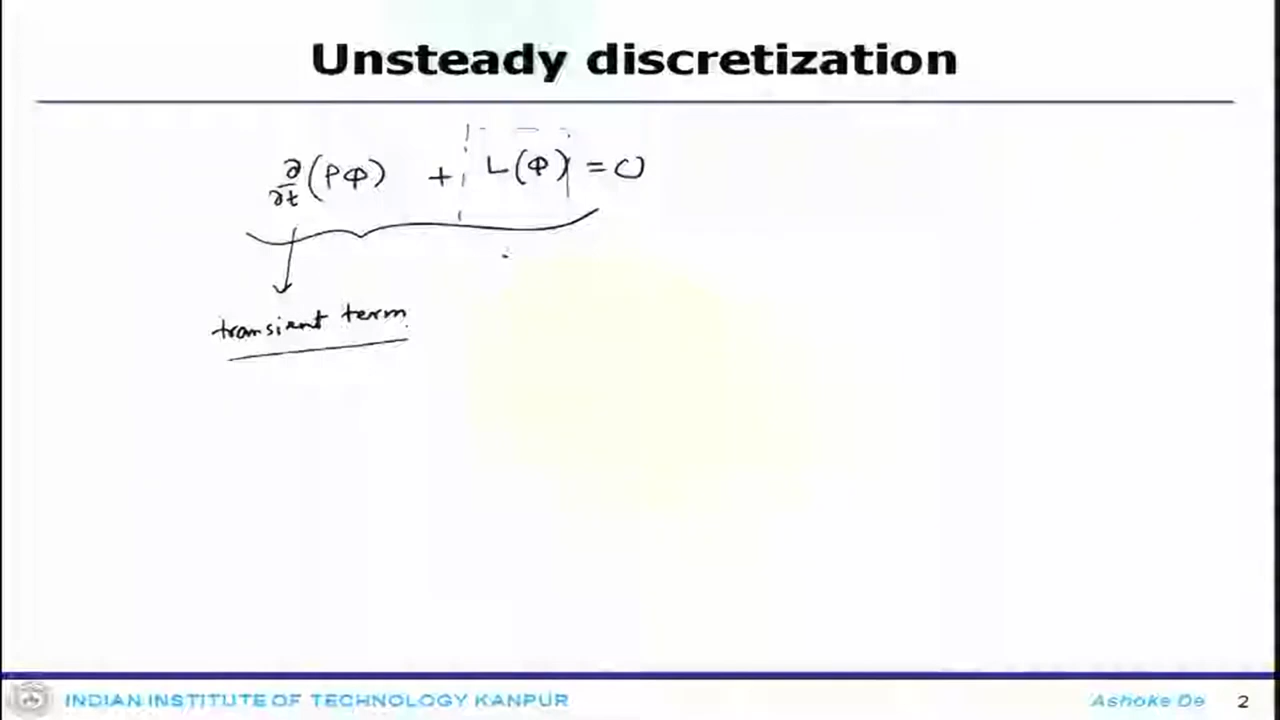 Unsteady discretization
∂/∂t (ρφ) + L(φ) = 0
transient term
INDIAN INSTITUTE OF TECHNOLOGY KANPUR
Ashoke De 2